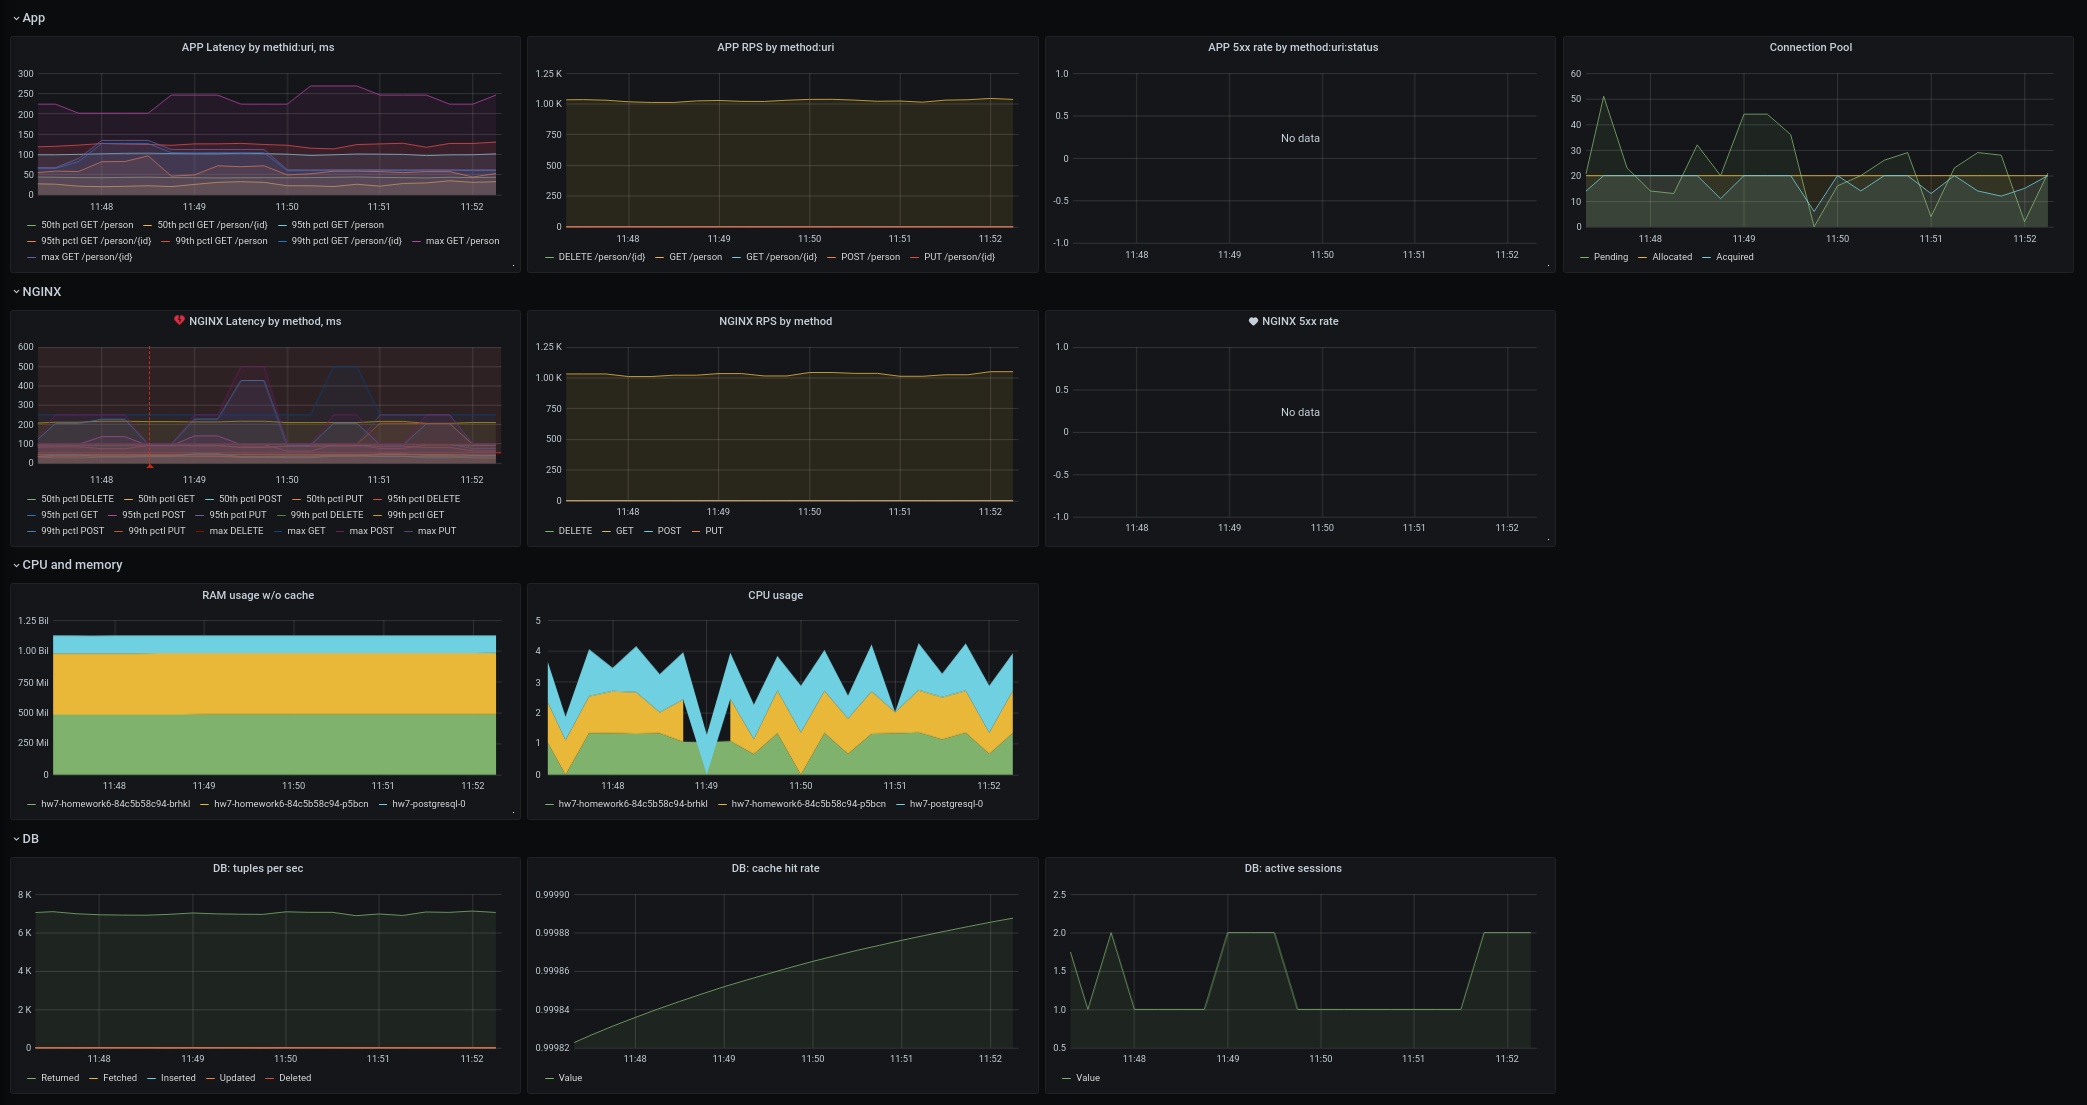 App
APP Latency by methid:uri, ms
300
250
200
150
100
50
0
11:48 11:49 11:50 11:51 11:52
50th pctl GET /person 50th pctl GET /person/{id} 95th pctl GET /person
95th pctl GET /person/{id} 99th pctl GET /person 99th pctl GET /person/{id} max GET /person
max GET /person/{id}
APP RPS by method:uri
1.25 K
1.00 K
750
500
250
0
11:48 11:49 11:50 11:51 11:52
DELETE /person/{id} GET /person GET /person/{id} POST /person PUT /person/{id}
APP 5xx rate by method:uri:status
1.0
0.5
No data
0
-0.5
-1.0
11:48 11:49 11:50 11:51 11:52
Connection Pool
60
50
40
30
20
10
0
11:48 11:49 11:50 11:51 11:52
Pending Allocated Acquired
NGINX
NGINX Latency by method, ms
600
500
400
300
200
100
0
11:48 11:49 11:50 11:51 11:52
50th pctl DELETE 50th pctl GET 50th pctl POST 50th pctl PUT 95th pctl DELETE
95th pctl GET 95th pctl POST 95th pctl PUT 99th pctl DELETE 99th pctl GET
99th pctl POST 99th pctl PUT max DELETE max GET max POST max PUT
NGINX RPS by method
1.25 K
1.00 K
750
500
250
0
11:48 11:49 11:50 11:51 11:52
DELETE GET POST PUT
NGINX 5xx rate
1.0
0.5
No data
0
-0.5
-1.0
11:48 11:49 11:50 11:51 11:52
CPU and memory
RAM usage w/o cache
1.25 Bil
1.00 Bil
750 Mil
500 Mil
250 Mil
0
11:48 11:49 11:50 11:51 11:52
hw7-homework6-84c5b58c94-brhkl hw7-homework6-84c5b58c94-p5bcn hw7-postgresql-0
CPU usage
5
4
3
2
1
0
11:48 11:49 11:50 11:51 11:52
hw7-homework6-84c5b58c94-brhkl hw7-homework6-84c5b58c94-p5bcn hw7-postgresql-0
DB
DB: tuples per sec
8 K
6 K
4 K
2 K
0
11:48 11:49 11:50 11:51 11:52
Returned Fetched Inserted Updated Deleted
DB: cache hit rate
0.99990
0.99988
0.99986
0.99984
0.99982
11:48 11:49 11:50 11:51 11:52
Value
DB: active sessions
2.5
2.0
1.5
1.0
0.5
11:48 11:49 11:50 11:51 11:52
Value